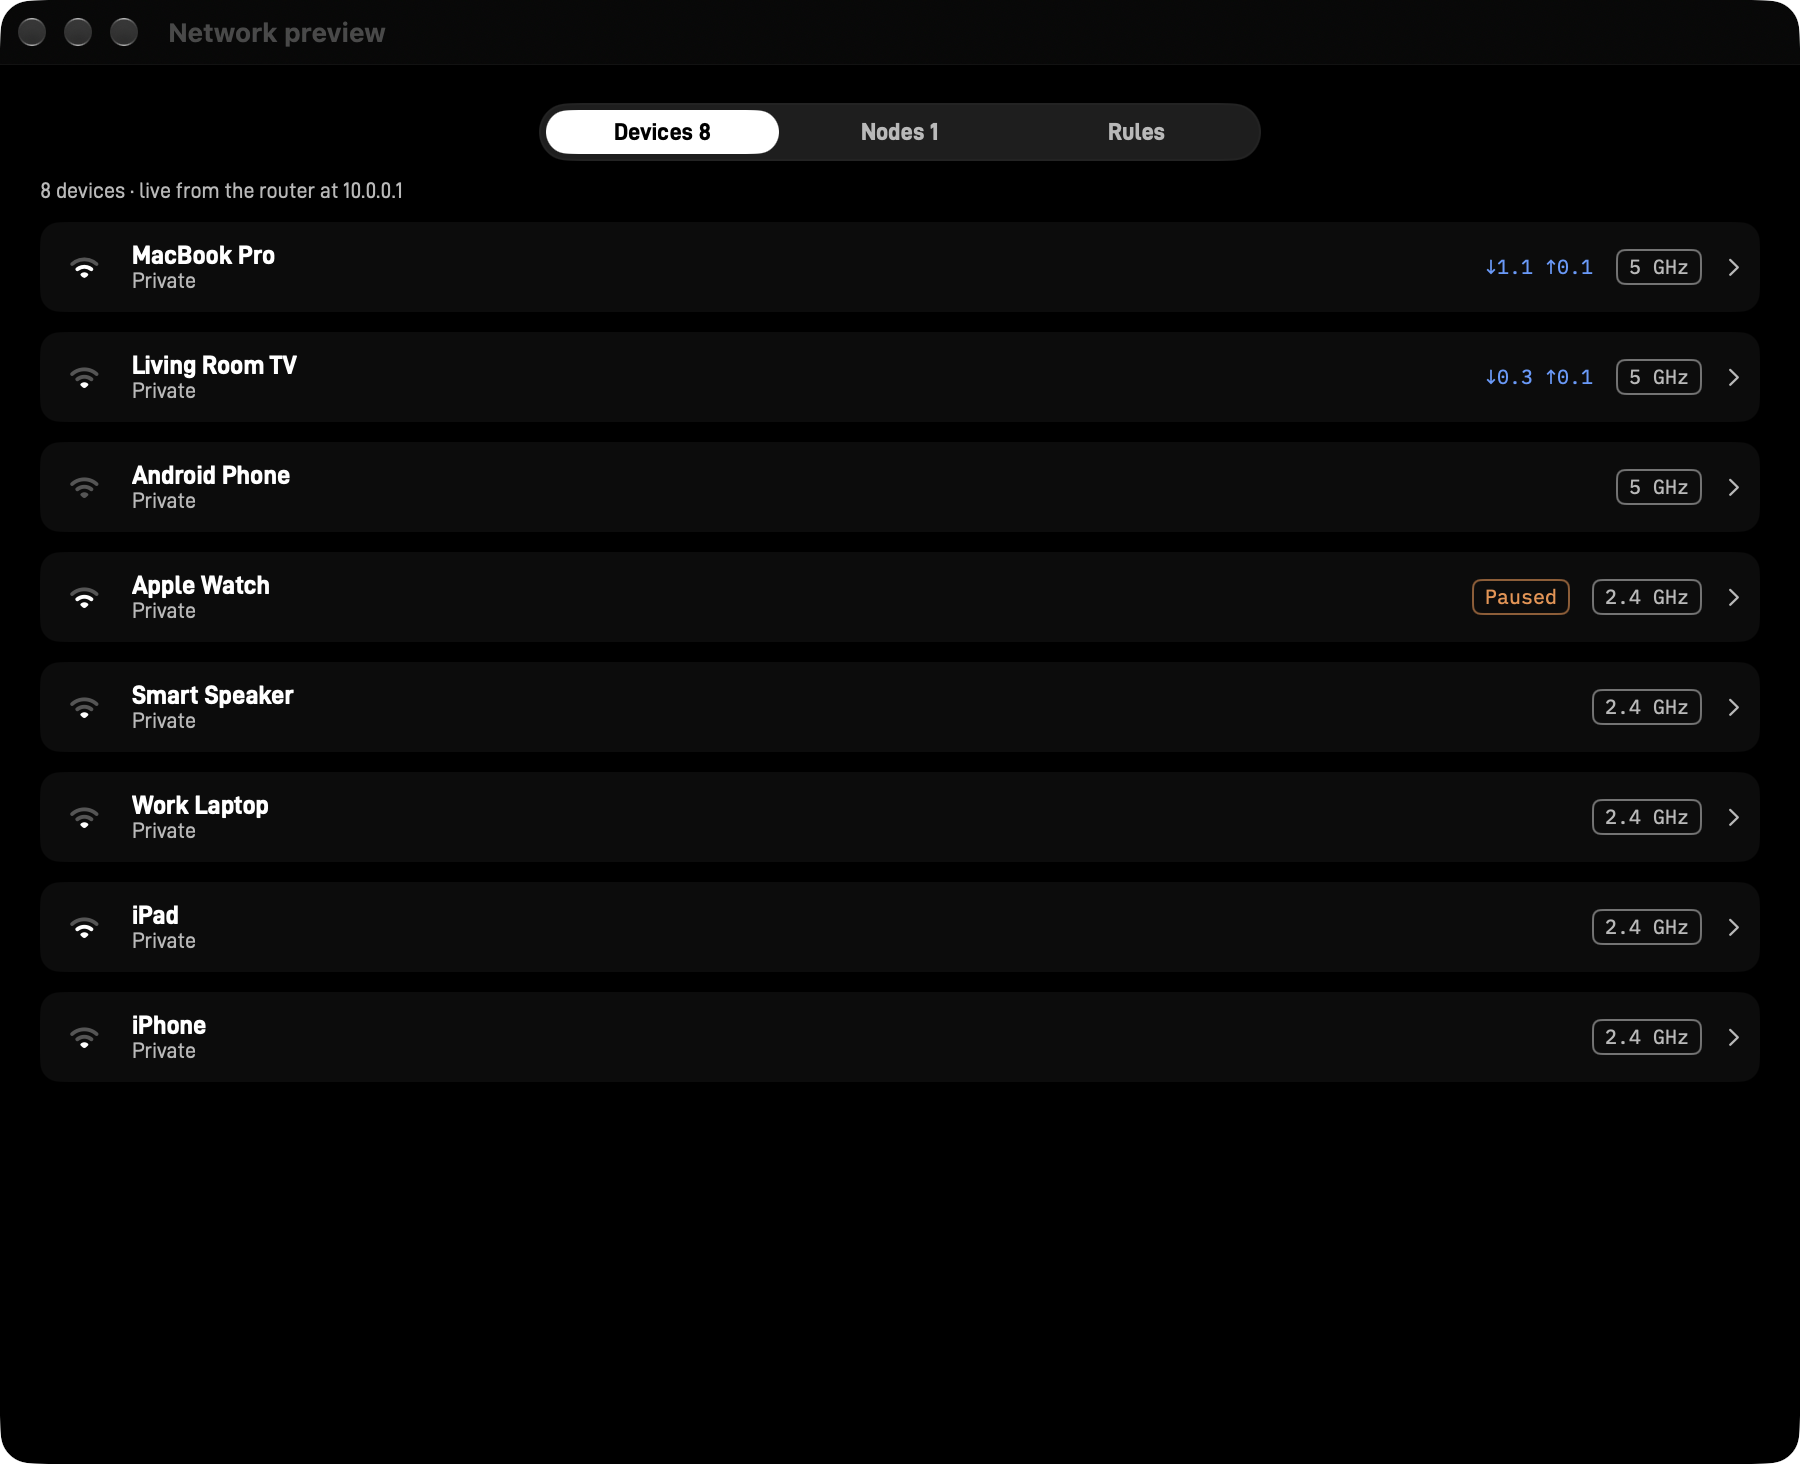 Network preview
Devices 8
Nodes 1
Rules
8 devices · live from the router at 10.0.0.1
MacBook Pro
Private
↓1.1 ↑0.1
5 GHz
Living Room TV
Private
↓0.3 ↑0.1
5 GHz
Android Phone
Private
5 GHz
Apple Watch
Private
Paused
2.4 GHz
Smart Speaker
Private
2.4 GHz
Work Laptop
Private
2.4 GHz
iPad
Private
2.4 GHz
iPhone
Private
2.4 GHz